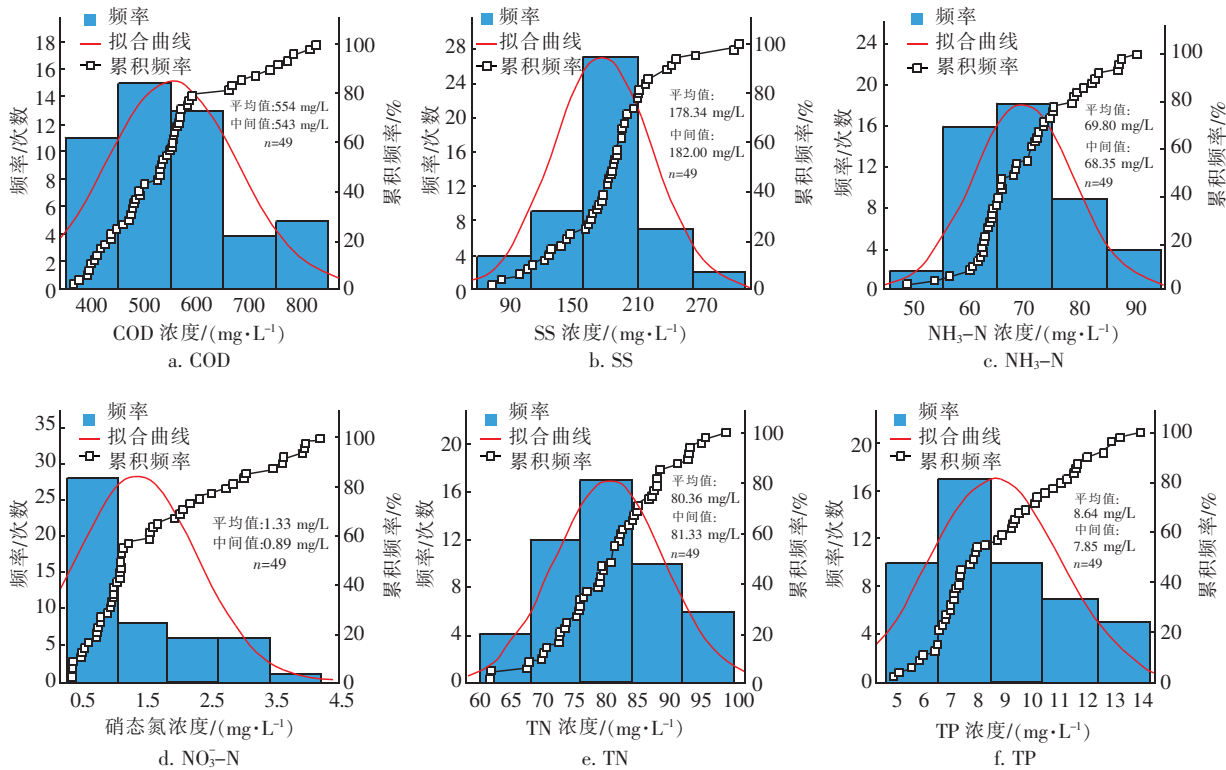 频率
拟合曲线
累积频率
18
16
14
12
10
8
6
4
2
0
100
80
60
40
20
0
频率/次数
累积频率/%
平均值:554 mg/L
中间值:543 mg/L
n=49
400 500 600 700 800
COD 浓度/(mg·L⁻¹)
a. COD
频率
拟合曲线
累积频率
28
24
20
16
12
8
4
0
100
80
60
40
20
0
频率/次数
累积频率/%
平均值:
178.34 mg/L
中间值:
182.00 mg/L
n=49
90 150 210 270
SS 浓度/(mg·L⁻¹)
b. SS
频率
拟合曲线
累积频率
24
20
16
12
8
4
0
100
80
60
40
20
0
频率/次数
累积频率/%
平均值:
69.80 mg/L
中间值:
68.35 mg/L
n=49
50 60 70 80 90
NH₃-N 浓度/(mg·L⁻¹)
c. NH₃-N
频率
拟合曲线
累积频率
35
30
25
20
15
10
5
0
100
80
60
40
20
0
频率/次数
累积频率/%
平均值:1.33 mg/L
中间值:0.89 mg/L
n=49
0.5 1.5 2.5 3.5 4.5
硝态氮浓度/(mg·L⁻¹)
d. NO₃⁻-N
频率
拟合曲线
累积频率
20
16
12
8
4
0
100
80
60
40
20
0
频率/次数
累积频率/%
平均值:
80.36 mg/L
中间值:
81.33 mg/L
n=49
60 65 70 75 80 85 90 95 100
TN 浓度/(mg·L⁻¹)
e. TN
频率
拟合曲线
累积频率
20
16
12
8
4
0
100
80
60
40
20
0
频率/次数
累积频率/%
平均值:
8.64 mg/L
中间值:
7.85 mg/L
n=49
5 6 7 8 9 10 11 12 13 14
TP 浓度/(mg·L⁻¹)
f. TP